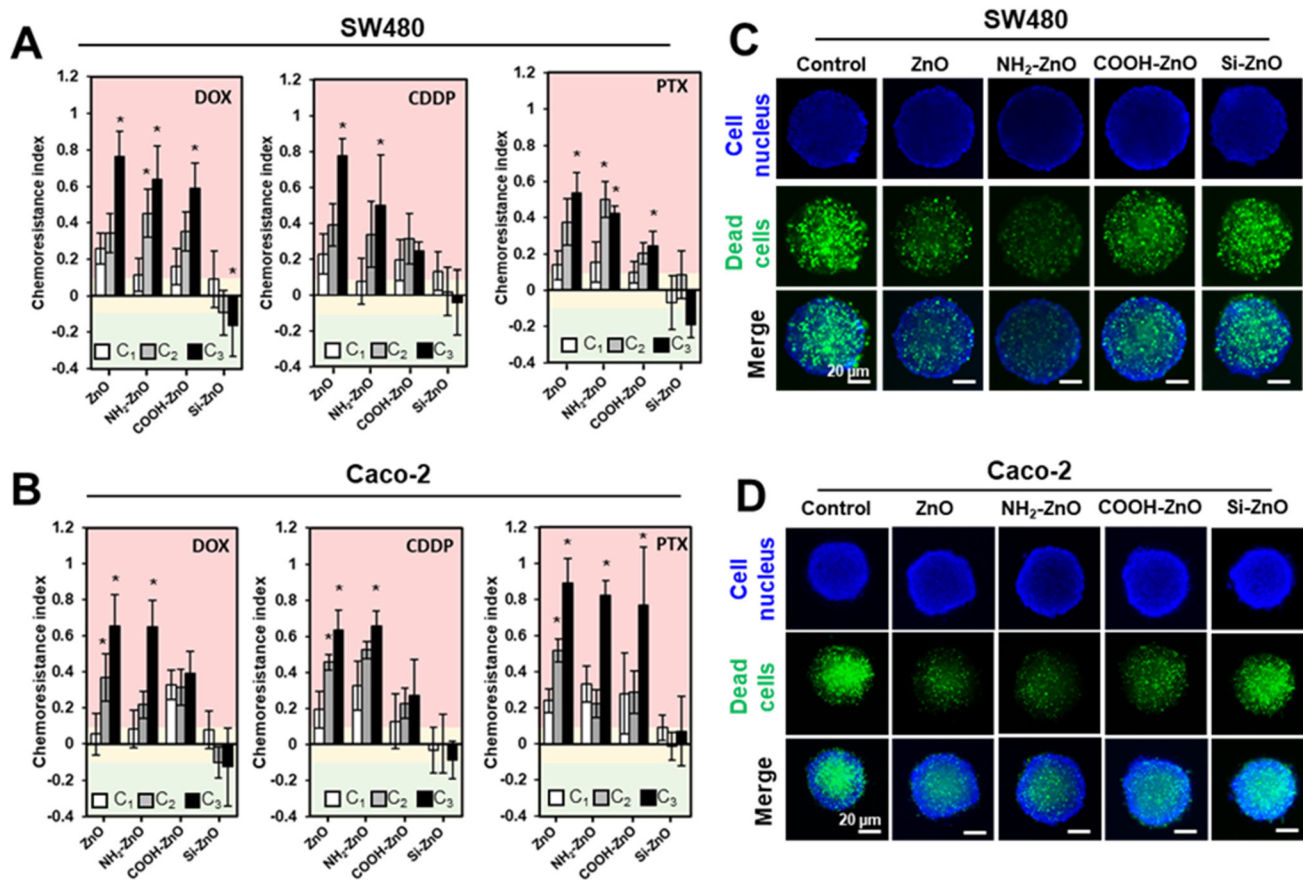 A
SW480
1.2
1
0.8
0.6
0.4
0.2
0
-0.2
-0.4
Chemoresistance index
DOX
* * * * *
C₁ C₂ C₃
ZnO
NH₂-ZnO
COOH-ZnO
Si-ZnO
1.2
1
0.8
0.6
0.4
0.2
0
-0.2
-0.4
Chemoresistance index
CDDP
* *
C₁ C₂ C₃
ZnO
NH₂-ZnO
COOH-ZnO
Si-ZnO
1.2
1
0.8
0.6
0.4
0.2
0
-0.2
-0.4
Chemoresistance index
PTX
* * * *
C₁ C₂ C₃
ZnO
NH₂-ZnO
COOH-ZnO
Si-ZnO
B
Caco-2
1.2
1
0.8
0.6
0.4
0.2
0
-0.2
-0.4
Chemoresistance index
DOX
* * *
C₁ C₂ C₃
ZnO
NH₂-ZnO
COOH-ZnO
Si-ZnO
1.2
1
0.8
0.6
0.4
0.2
0
-0.2
-0.4
Chemoresistance index
CDDP
* * *
C₁ C₂ C₃
ZnO
NH₂-ZnO
COOH-ZnO
Si-ZnO
1.2
1
0.8
0.6
0.4
0.2
0
-0.2
-0.4
Chemoresistance index
PTX
* * * *
C₁ C₂ C₃
ZnO
NH₂-ZnO
COOH-ZnO
Si-ZnO
C
SW480
Control ZnO NH₂-ZnO COOH-ZnO Si-ZnO
Cell
nucleus
Dead
cells
Merge
20 µm
D
Caco-2
Control ZnO NH₂-ZnO COOH-ZnO Si-ZnO
Cell
nucleus
Dead
cells
Merge
20 µm